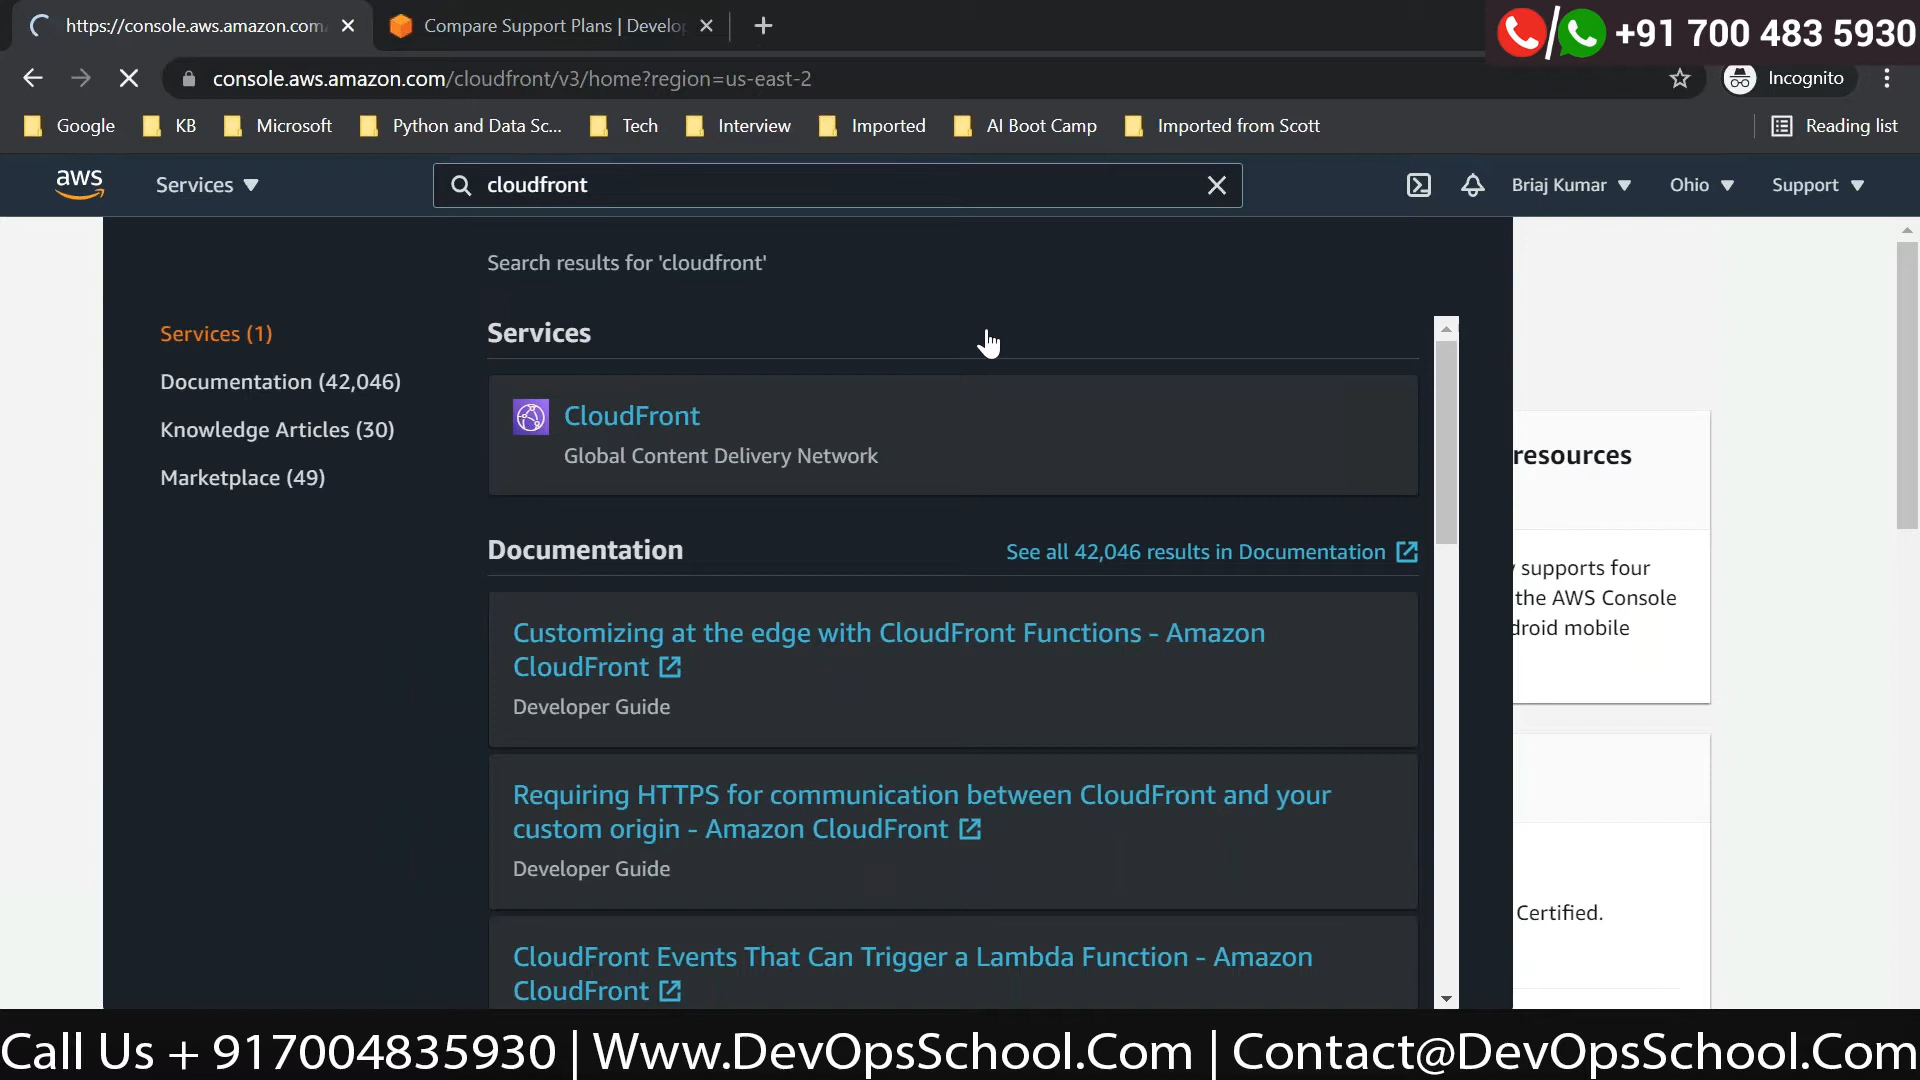 https://console.aws.amazon.com
Compare Support Plans | Develo
+91 700 483 5930
console.aws.amazon.com/cloudfront/v3/home?region=us-east-2
Incognito
Google
KB
Microsoft
Python and Data Sc...
Tech
Interview
Imported
AI Boot Camp
Imported from Scott
Reading list
aws
Services
cloudfront
Briaj Kumar
Ohio
Support
Search results for 'cloudfront'
Services (1)
Documentation (42,046)
Knowledge Articles (30)
Marketplace (49)
Services
CloudFront
Global Content Delivery Network
Documentation
See all 42,046 results in Documentation
Customizing at the edge with CloudFront Functions - Amazon
CloudFront
Developer Guide
Requiring HTTPS for communication between CloudFront and your
custom origin - Amazon CloudFront
Developer Guide
CloudFront Events That Can Trigger a Lambda Function - Amazon
CloudFront
resources
supports four
the AWS Console
droid mobile
Certified.
Call Us + 917004835930 | Www.DevOpsSchool.Com | Contact@DevOpsSchool.Com